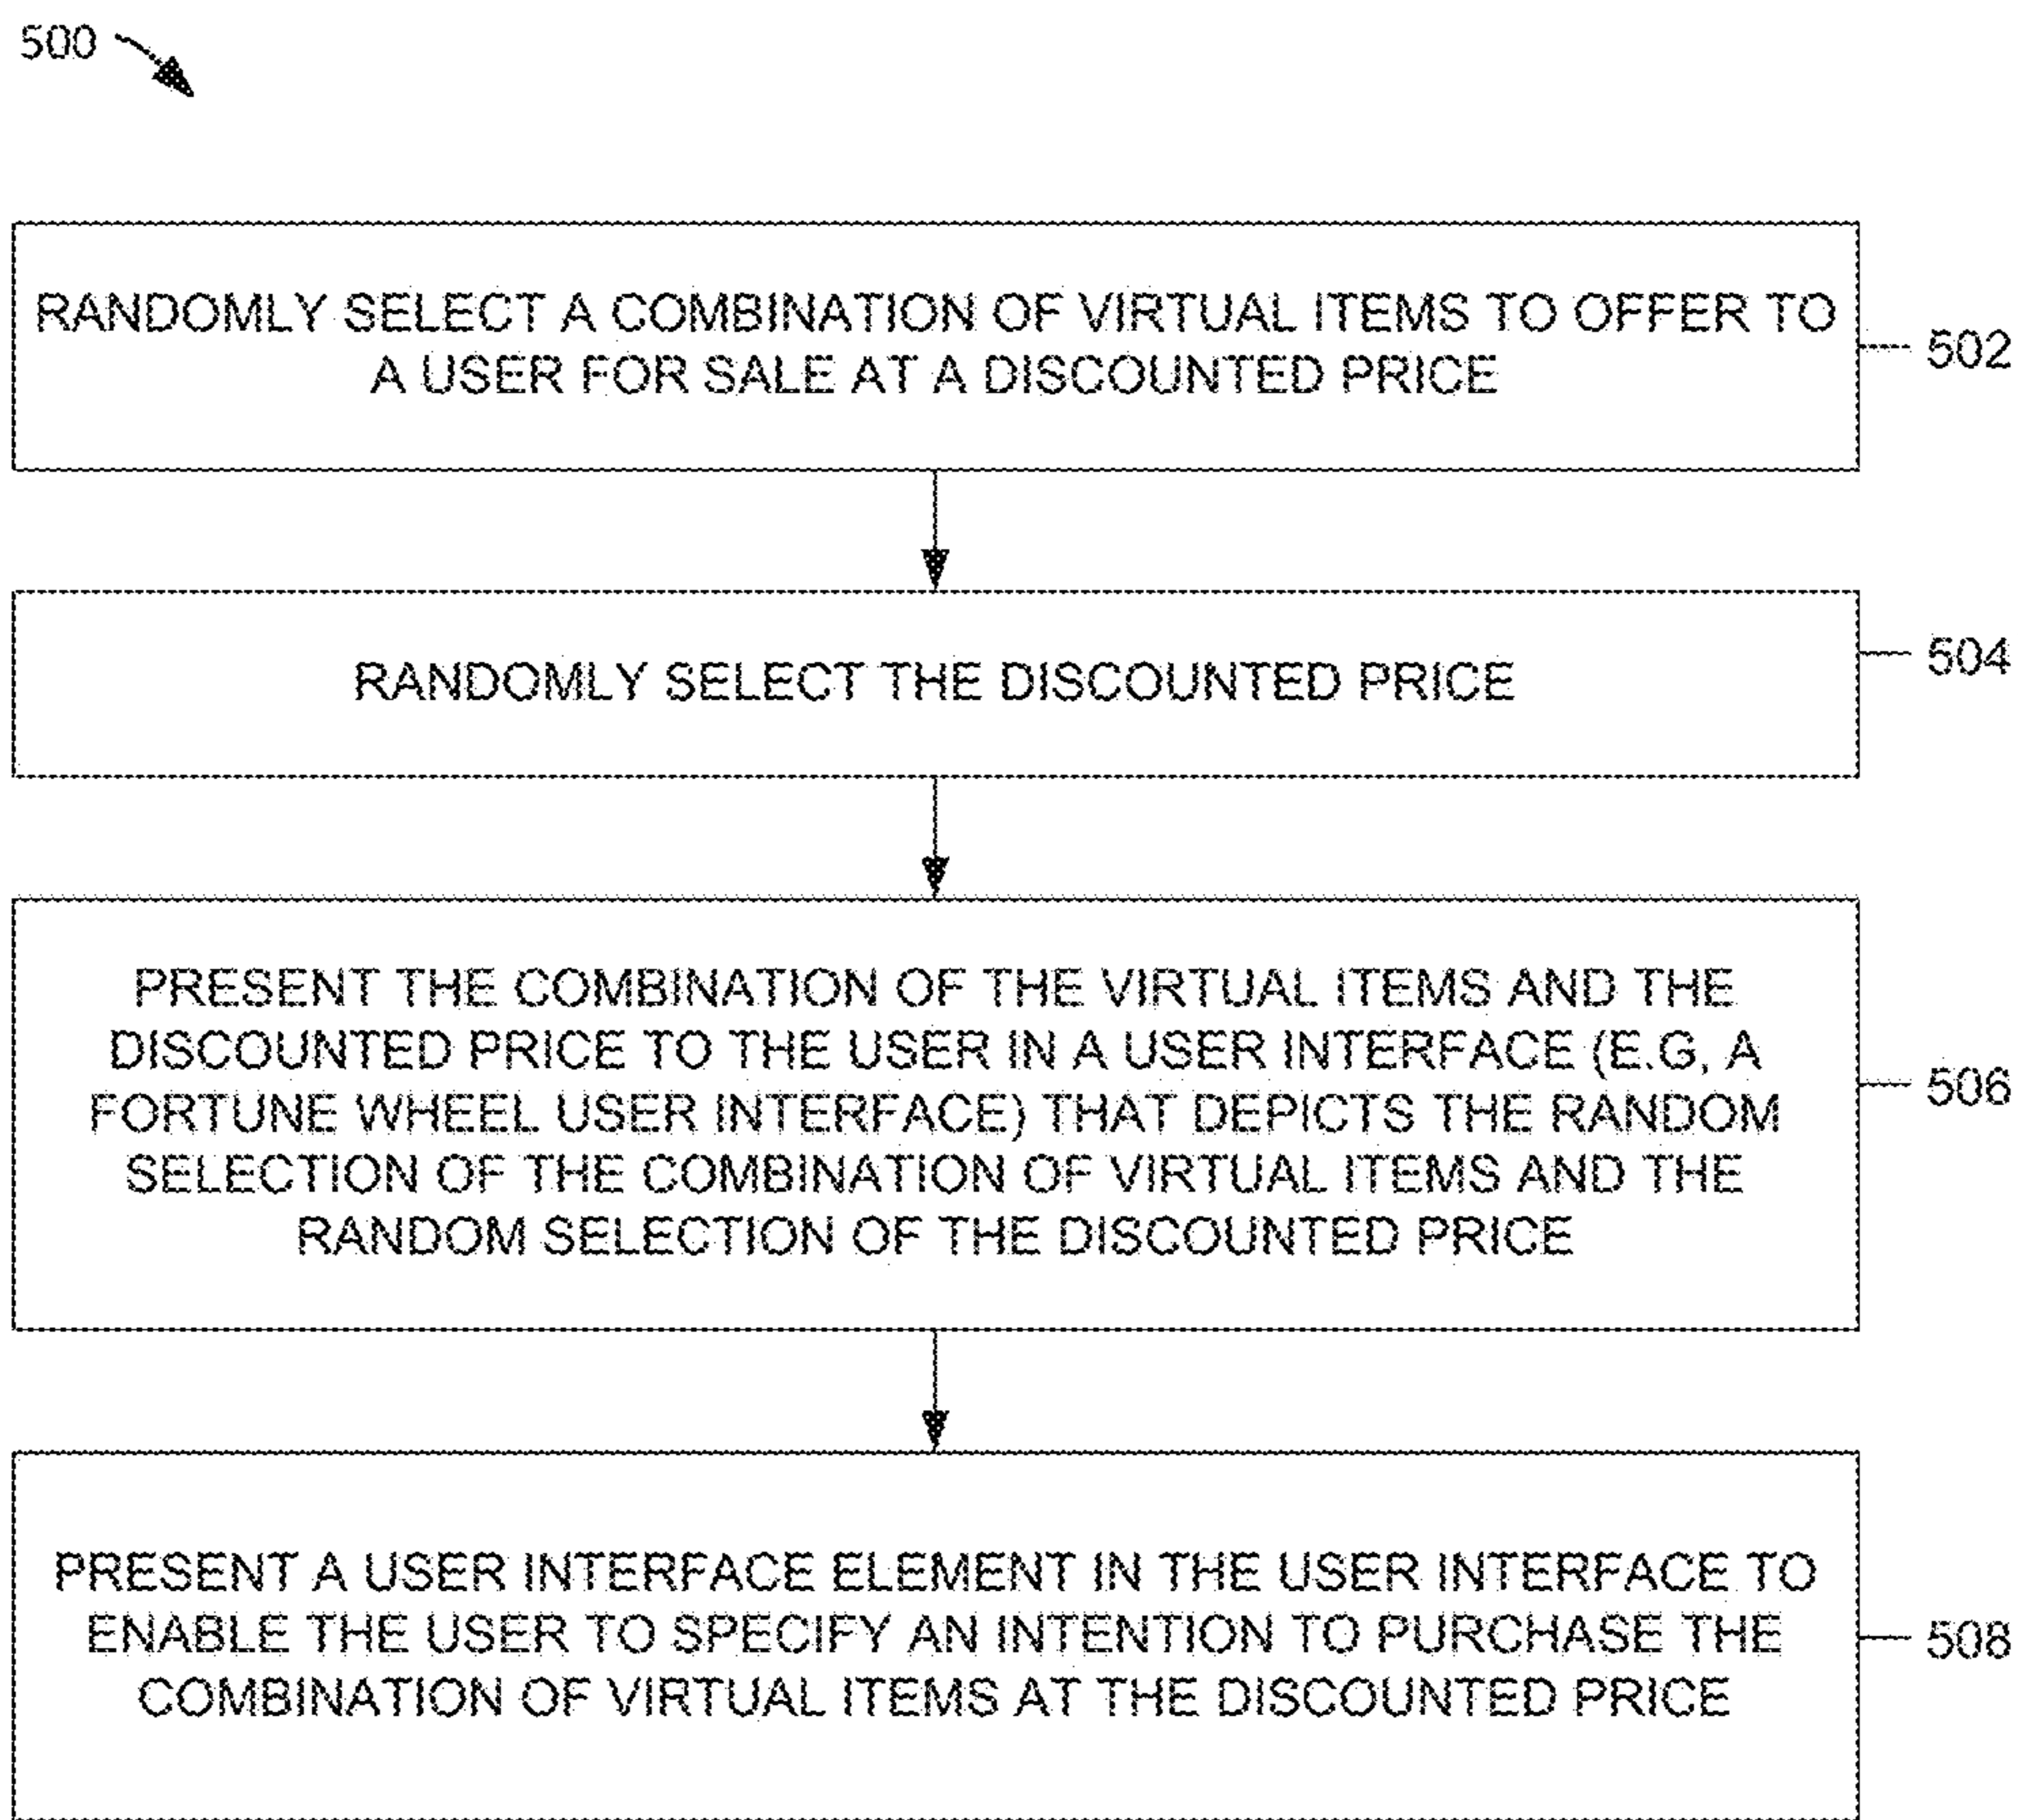 500
RANDOMLY SELECT A COMBINATION OF VIRTUAL ITEMS TO OFFER TO
A USER FOR SALE AT A DISCOUNTED PRICE
502
RANDOMLY SELECT THE DISCOUNTED PRICE
504
PRESENT THE COMBINATION OF THE VIRTUAL ITEMS AND THE
DISCOUNTED PRICE TO THE USER IN A USER INTERFACE (E.G, A
FORTUNE WHEEL USER INTERFACE) THAT DEPICTS THE RANDOM
SELECTION OF THE COMBINATION OF VIRTUAL ITEMS AND THE
RANDOM SELECTION OF THE DISCOUNTED PRICE
506
PRESENT A USER INTERFACE ELEMENT IN THE USER INTERFACE TO
ENABLE THE USER TO SPECIFY AN INTENTION TO PURCHASE THE
COMBINATION OF VIRTUAL ITEMS AT THE DISCOUNTED PRICE
508